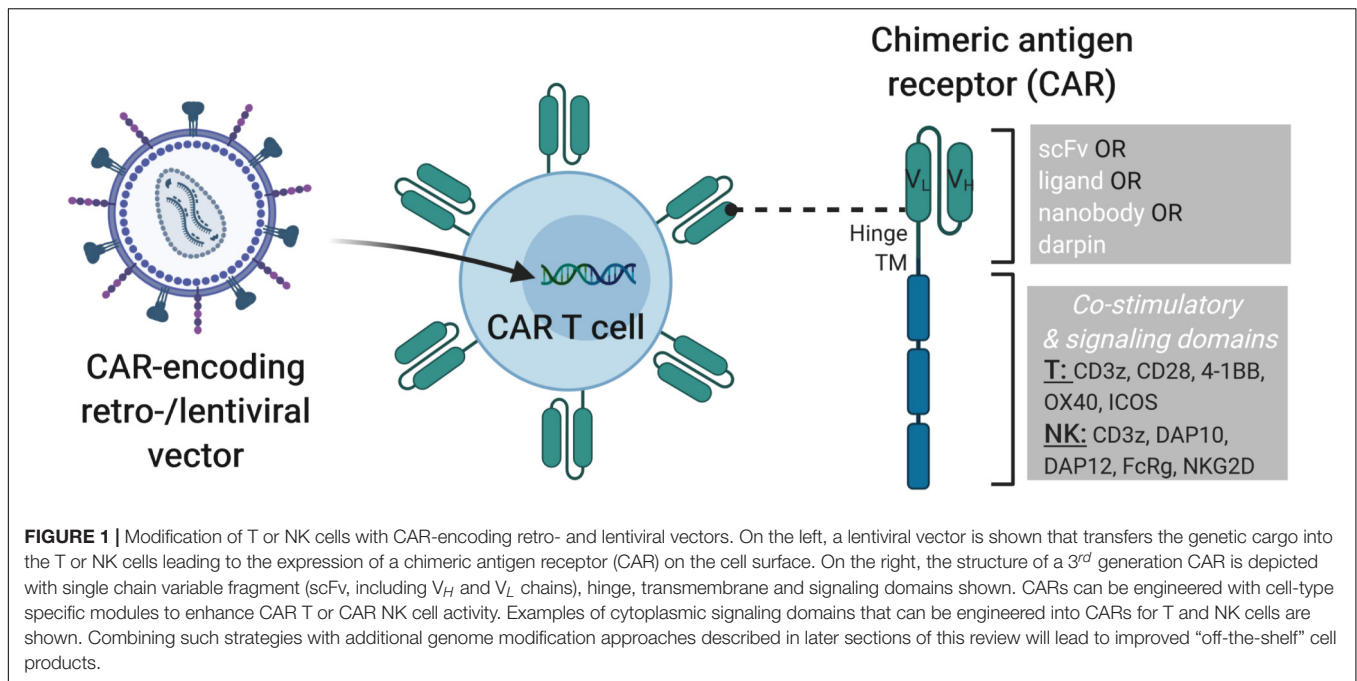 Chimeric antigen
receptor (CAR)
CAR-encoding
retro-/lentiviral
vector
CAR T cell
V_L V_H
Hinge
TM
scFv OR
ligand OR
nanobody OR
darpin
Co-stimulatory
& signaling domains
T: CD3z, CD28, 4-1BB,
OX40, ICOS
NK: CD3z, DAP10,
DAP12, FcRg, NKG2D
FIGURE 1 | Modification of T or NK cells with CAR-encoding retro- and lentiviral vectors. On the left, a lentiviral vector is shown that transfers the genetic cargo into
the T or NK cells leading to the expression of a chimeric antigen receptor (CAR) on the cell surface. On the right, the structure of a 3rd generation CAR is depicted
with single chain variable fragment (scFv, including V_H and V_L chains), hinge, transmembrane and signaling domains shown. CARs can be engineered with cell-type
specific modules to enhance CAR T or CAR NK cell activity. Examples of cytoplasmic signaling domains that can be engineered into CARs for T and NK cells are
shown. Combining such strategies with additional genome modification approaches described in later sections of this review will lead to improved “off-the-shelf” cell
products.